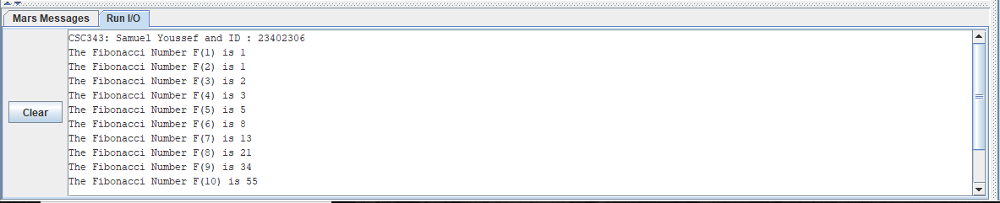 Mars Messages Run I/O
CSC343: Samuel Youssef and ID : 23402306
The Fibonacci Number F(1) is 1
The Fibonacci Number F(2) is 1
The Fibonacci Number F(3) is 2
The Fibonacci Number F(4) is 3
The Fibonacci Number F(5) is 5
The Fibonacci Number F(6) is 8
The Fibonacci Number F(7) is 13
The Fibonacci Number F(8) is 21
The Fibonacci Number F(9) is 34
The Fibonacci Number F(10) is 55
Clear